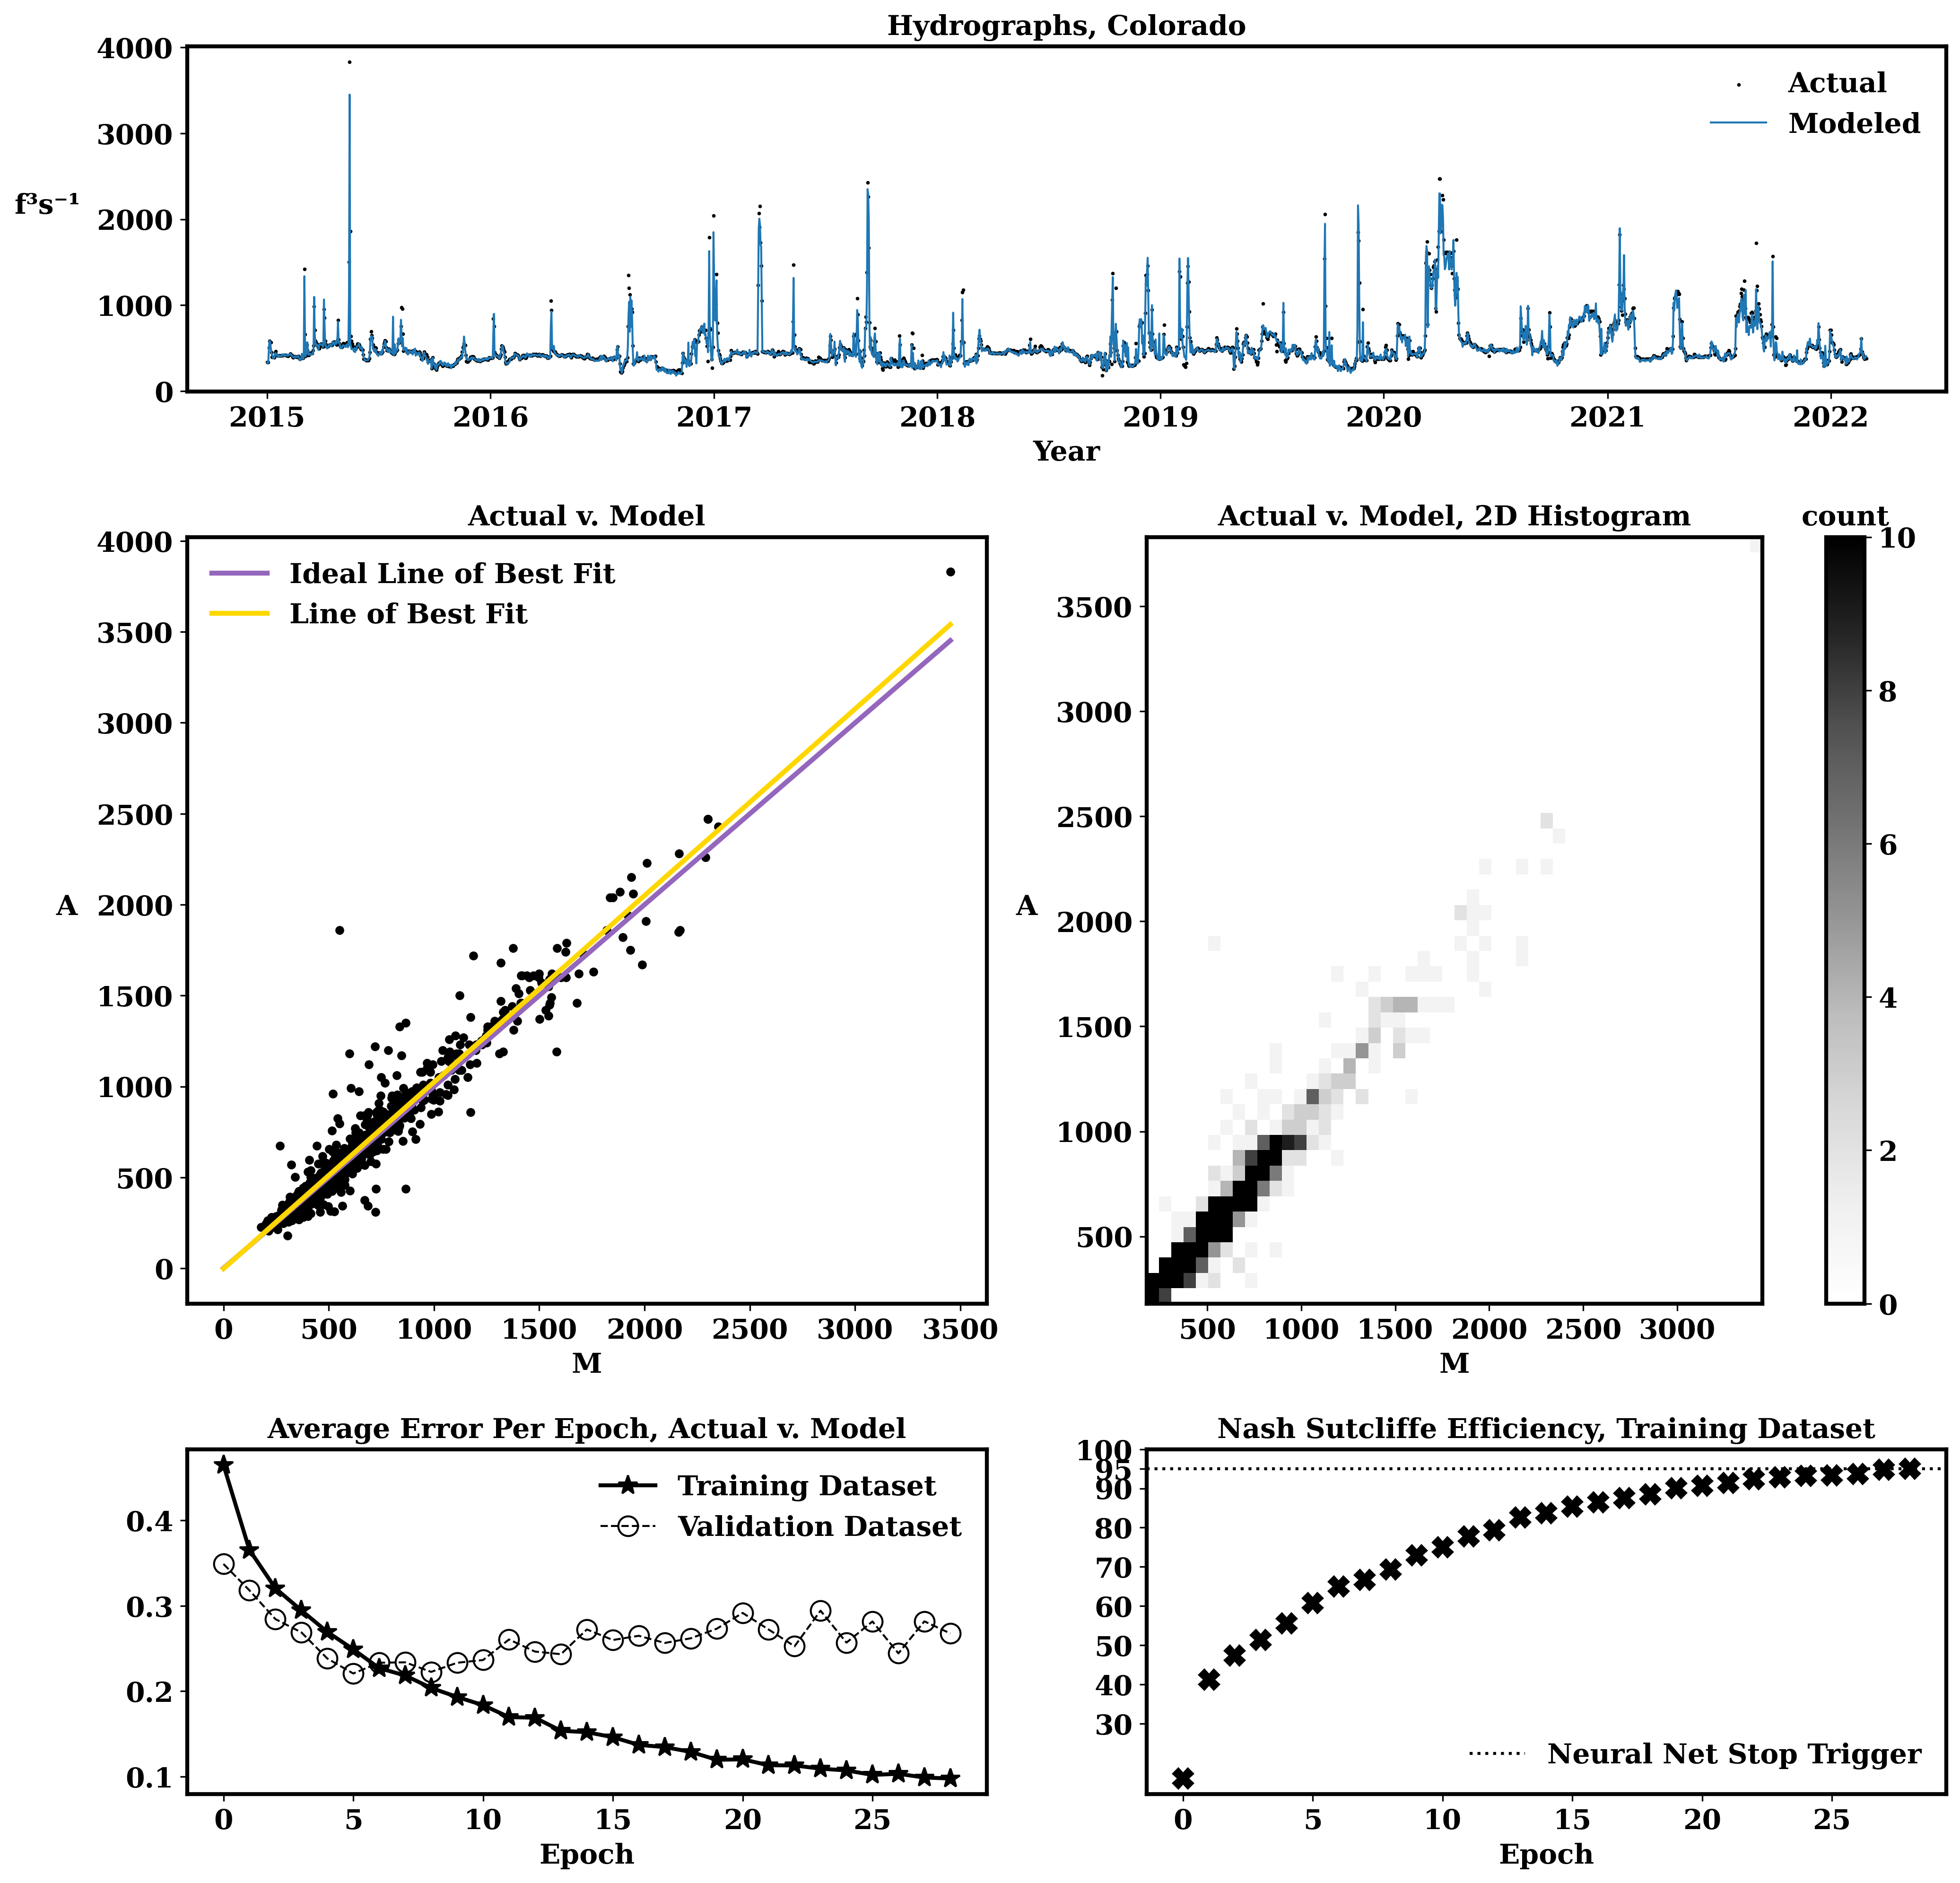 Hydrographs, Colorado
4000
3000
2000
1000
0
f³s⁻¹
Actual
Modeled
2015 2016 2017 2018 2019 2020 2021 2022
Year
Actual v. Model
4000
3500
3000
2500
2000
1500
1000
500
0
A
Ideal Line of Best Fit
Line of Best Fit
0 500 1000 1500 2000 2500 3000 3500
M
Actual v. Model, 2D Histogram
3500
3000
2500
2000
1500
1000
500
A
500 1000 1500 2000 2500 3000
M
count
10
8
6
4
2
0
Average Error Per Epoch, Actual v. Model
0.4
0.3
0.2
0.1
Training Dataset
Validation Dataset
0 5 10 15 20 25
Epoch
Nash Sutcliffe Efficiency, Training Dataset
100
95
90
80
70
60
50
40
30
Neural Net Stop Trigger
0 5 10 15 20 25
Epoch